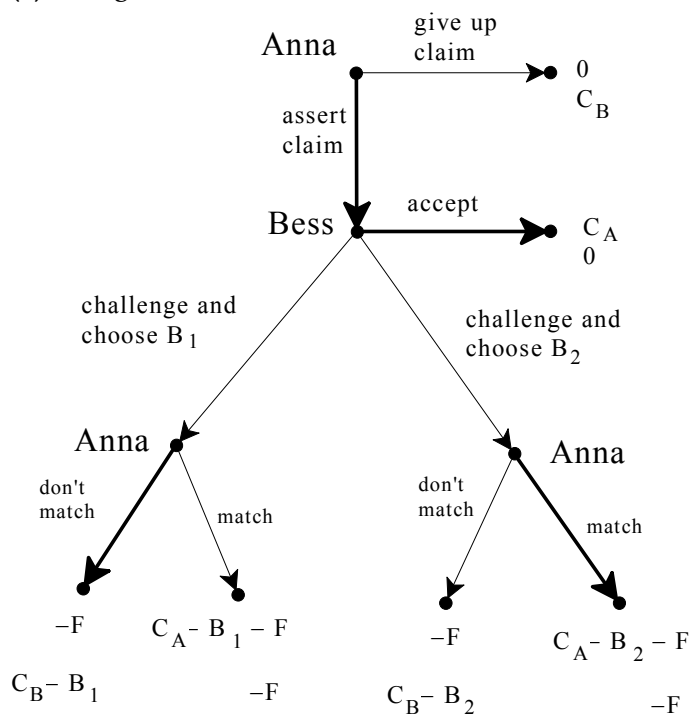 give up
claim
Anna
0
C_B
assert
claim
Bess
accept
C_A
0
challenge and
choose B_1
challenge and
choose B_2
Anna
Anna
don't
match
match
don't
match
match
–F
C_A – B_1 – F
–F
C_A – B_2 – F
C_B – B_1
–F
C_B – B_2
–F